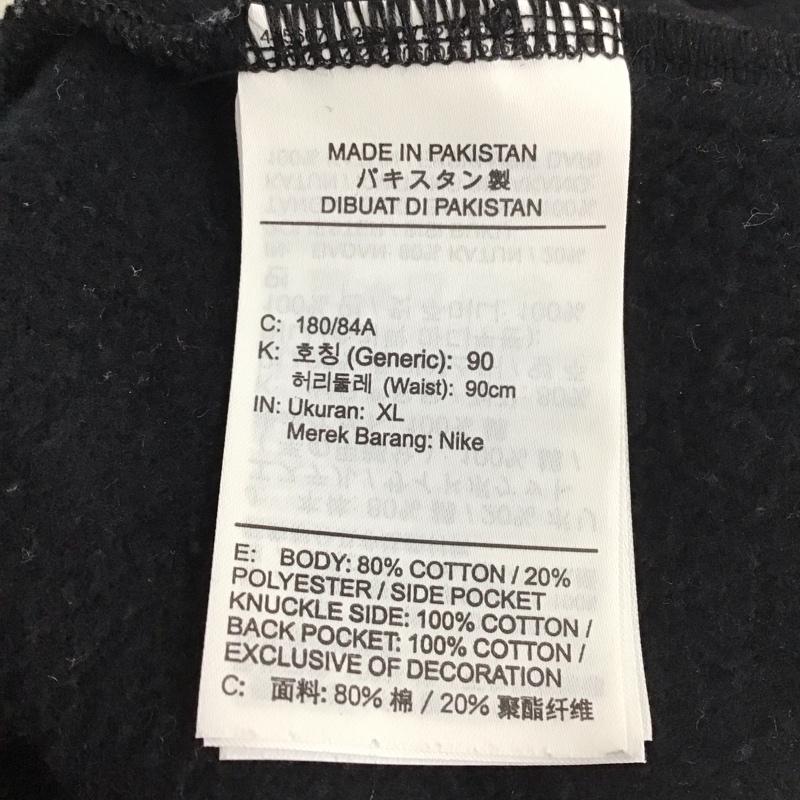 MADE IN PAKISTAN
パキスタン製
DIBUAT DI PAKISTAN
C: 180/84A
K: 호칭 (Generic): 90
허리둘레 (Waist): 90cm
IN: Ukuran: XL
Merek Barang: Nike
E: BODY: 80% COTTON / 20%
POLYESTER / SIDE POCKET
KNUCKLE SIDE: 100% COTTON /
BACK POCKET: 100% COTTON /
EXCLUSIVE OF DECORATION
C: 面料: 80% 棉 / 20% 聚酯纤维